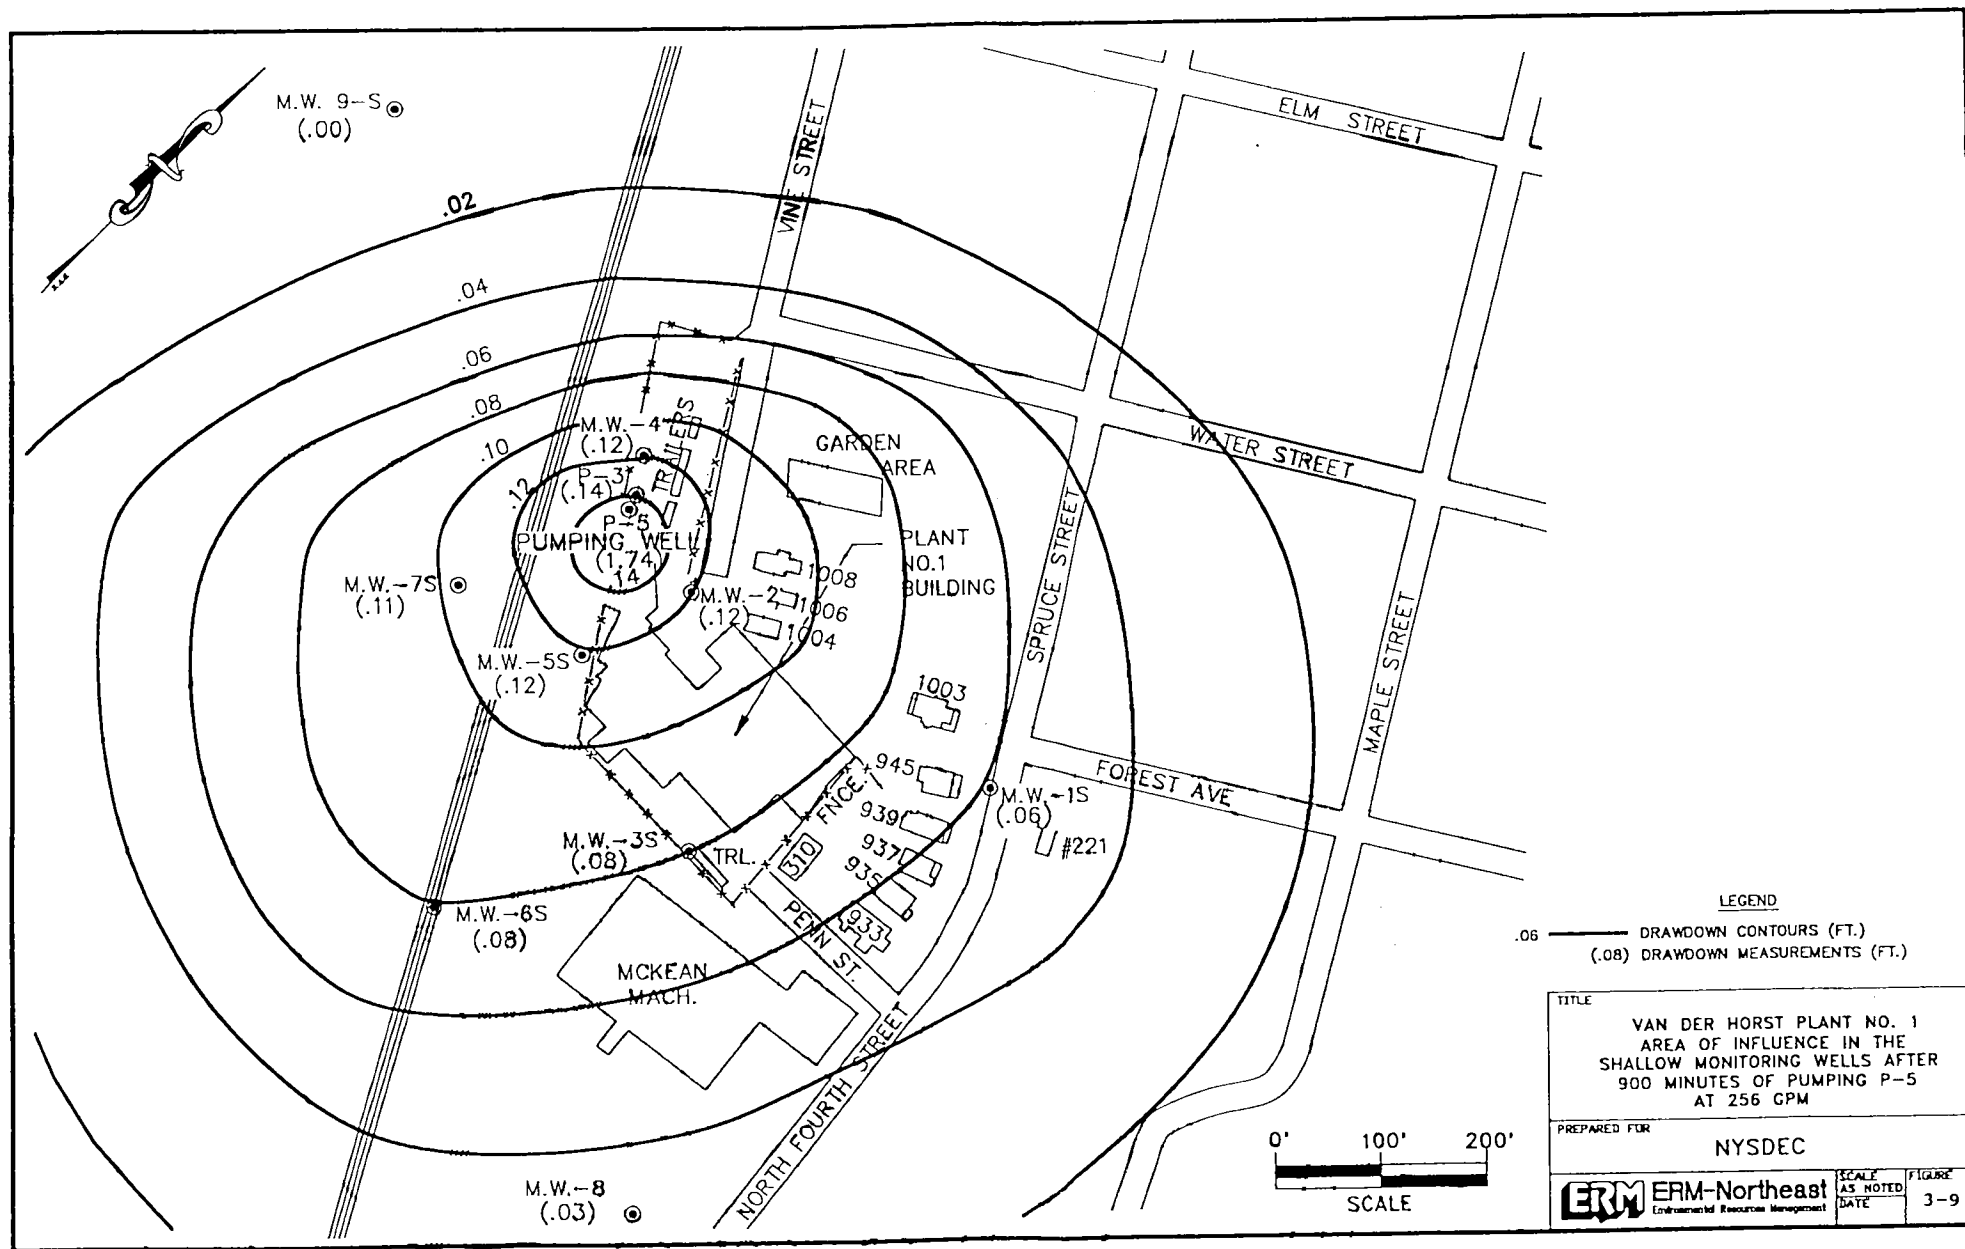 M.W. 9-S
(.00)
ELM STREET
VINE STREET
.02
.04
.06
.08
.10
.12
M.W.-4
(.12)
TRAILERS
P-3
(.14)
P-5
PUMPING WELL
(1.74)
.14
GARDEN
AREA
WATER STREET
SPRUCE STREET
PLANT
NO.1
BUILDING
1008
1006
1004
M.W.-7S
(.11)
M.W.-2
(.12)
M.W.-5S
(.12)
MAPLE STREET
1003
945
FOREST AVE
FNCE.
939
M.W.-1S
(.06)
#221
937
935
933
310
M.W.-3S
(.08)
TRL.
M.W.-6S
(.08)
PENN ST.
MCKEAN
MACH.
NORTH FOURTH STREET
M.W.-8
(.03)
0' 100' 200'
SCALE
LEGEND
.06 DRAWDOWN CONTOURS (FT.)
(.08) DRAWDOWN MEASUREMENTS (FT.)
TITLE
VAN DER HORST PLANT NO. 1
AREA OF INFLUENCE IN THE
SHALLOW MONITORING WELLS AFTER
900 MINUTES OF PUMPING P-5
AT 256 GPM
PREPARED FOR
NYSDEC
ERM ERM-Northeast
Environmental Resources Management
SCALE
AS NOTED
DATE
FIGURE
3-9